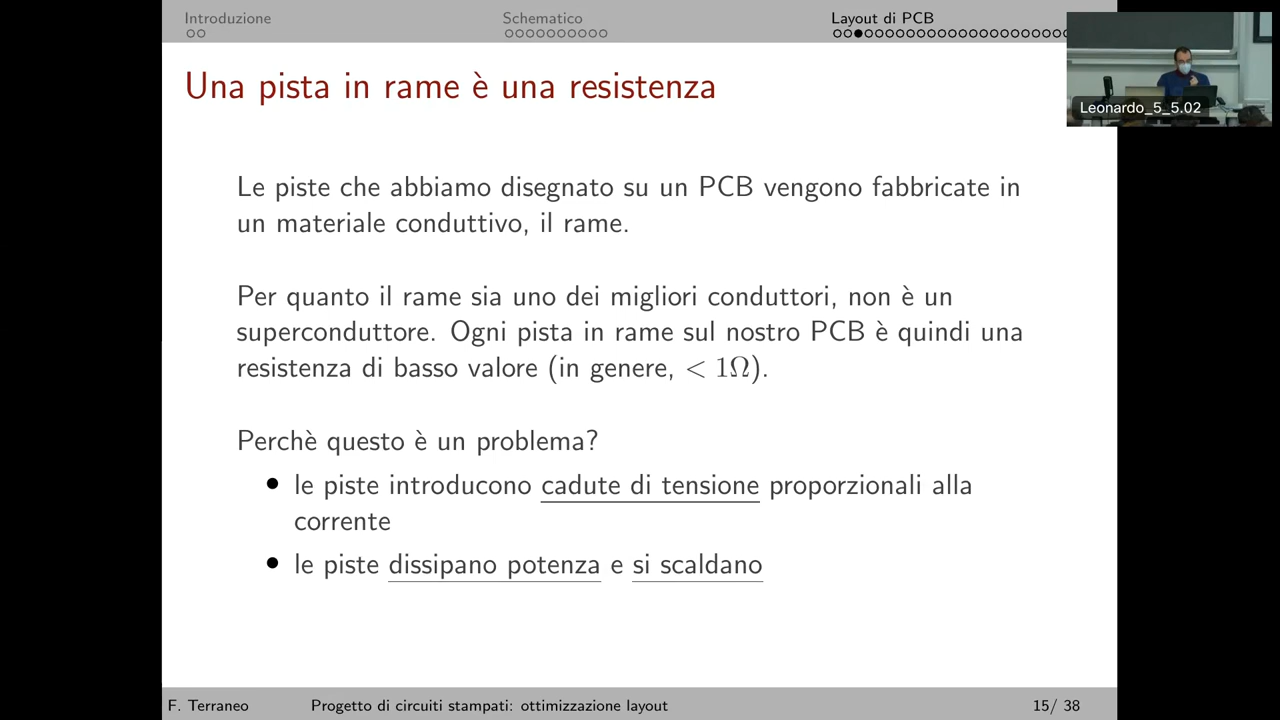 Introduzione
Schematico
Layout di PCB
Leonardo_5_5.02
Una pista in rame è una resistenza
Le piste che abbiamo disegnato su un PCB vengono fabbricate in
un materiale conduttivo, il rame.
Per quanto il rame sia uno dei migliori conduttori, non è un
superconduttore. Ogni pista in rame sul nostro PCB è quindi una
resistenza di basso valore (in genere, < 1Ω).
Perchè questo è un problema?
• le piste introducono cadute di tensione proporzionali alla
corrente
• le piste dissipano potenza e si scaldano
F. Terraneo Progetto di circuiti stampati: ottimizzazione layout 15/ 38